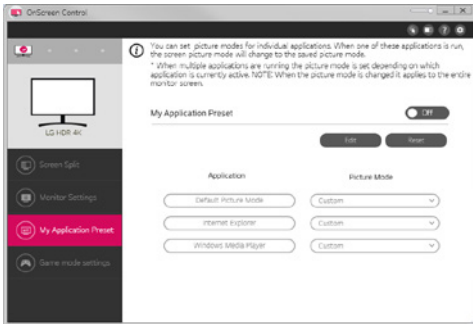 OnScreen Control
You can set picture modes for individual applications. When one of these applications is run,
the screen picture mode will change to the saved picture mode.
* When multiple applications are running the picture mode is set depending on which
application is currently active. NOTE: When the picture mode is changed it applies to the entire
monitor screen.
LG HDR 4K
My Application Preset
OFF
Edit
Reset
Screen Split
Monitor Settings
My Application Preset
Game mode settings
Application
Picture Mode
Default Picture Mode
Custom
Internet Explorer
Custom
Windows Media Player
Custom